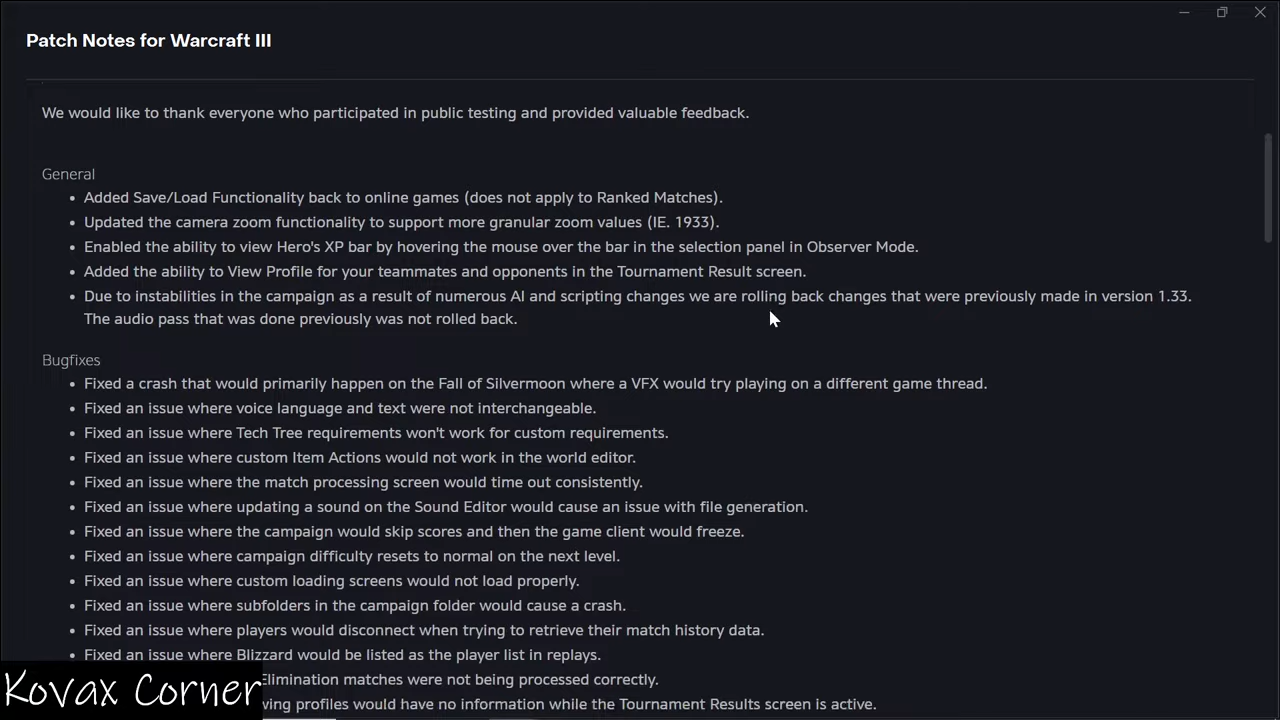 Patch Notes for Warcraft III
We would like to thank everyone who participated in public testing and provided valuable feedback.
General
• Added Save/Load Functionality back to online games (does not apply to Ranked Matches).
• Updated the camera zoom functionality to support more granular zoom values (IE. 1933).
• Enabled the ability to view Hero's XP bar by hovering the mouse over the bar in the selection panel in Observer Mode.
• Added the ability to View Profile for your teammates and opponents in the Tournament Result screen.
• Due to instabilities in the campaign as a result of numerous AI and scripting changes we are rolling back changes that were previously made in version 1.33.
The audio pass that was done previously was not rolled back.
Bugfixes
• Fixed a crash that would primarily happen on the Fall of Silvermoon where a VFX would try playing on a different game thread.
• Fixed an issue where voice language and text were not interchangeable.
• Fixed an issue where Tech Tree requirements won't work for custom requirements.
• Fixed an issue where custom Item Actions would not work in the world editor.
• Fixed an issue where the match processing screen would time out consistently.
• Fixed an issue where updating a sound on the Sound Editor would cause an issue with file generation.
• Fixed an issue where the campaign would skip scores and then the game client would freeze.
• Fixed an issue where campaign difficulty resets to normal on the next level.
• Fixed an issue where custom loading screens would not load properly.
• Fixed an issue where subfolders in the campaign folder would cause a crash.
• Fixed an issue where players would disconnect when trying to retrieve their match history data.
• Fixed an issue where Blizzard would be listed as the player list in replays.
Elimination matches were not being processed correctly.
profiles would have no information while the Tournament Results screen is active.
Kovax Corner